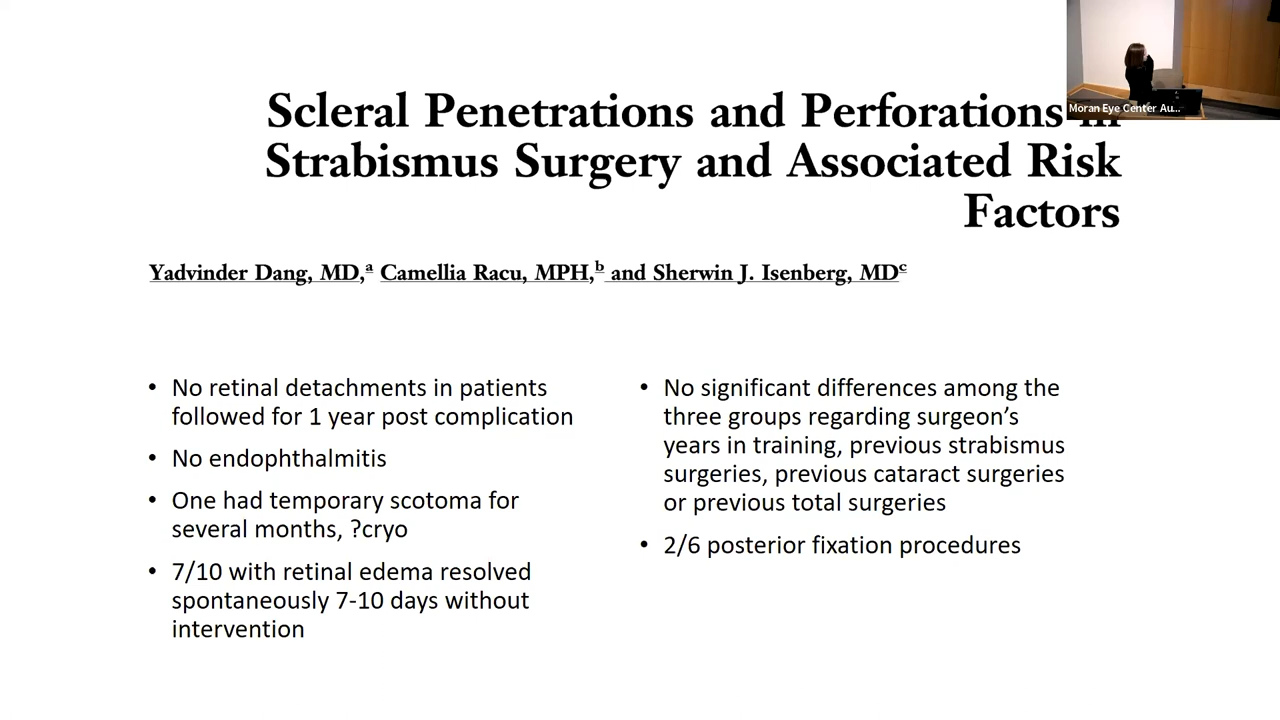 Moran Eye Center Au...
Scleral Penetrations and Perforations in
Strabismus Surgery and Associated Risk
Factors
Yadvinder Dang, MD,ᵃ Camellia Racu, MPH,ᵇ and Sherwin J. Isenberg, MDᶜ
• No retinal detachments in patients
followed for 1 year post complication
• No endophthalmitis
• One had temporary scotoma for
several months, ?cryo
• 7/10 with retinal edema resolved
spontaneously 7-10 days without
intervention
• No significant differences among the
three groups regarding surgeon’s
years in training, previous strabismus
surgeries, previous cataract surgeries
or previous total surgeries
• 2/6 posterior fixation procedures